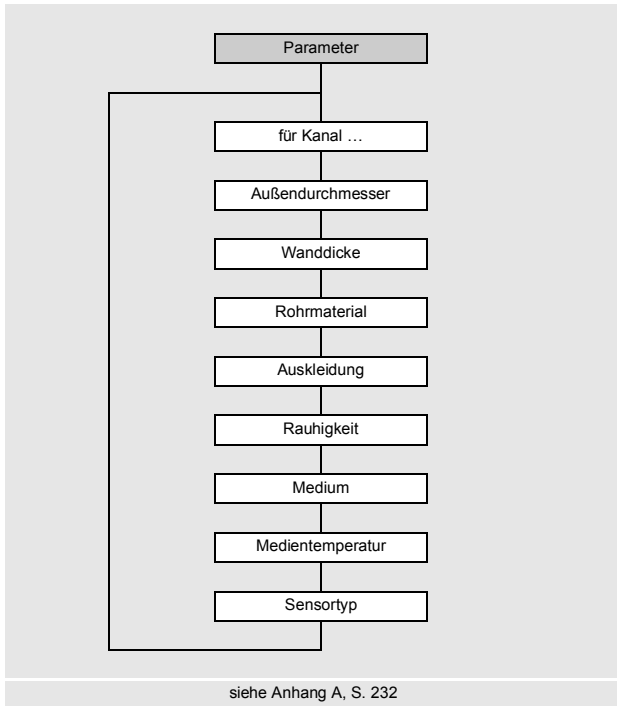 Parameter
für Kanal …
Außendurchmesser
Wanddicke
Rohrmaterial
Auskleidung
Rauhigkeit
Medium
Medientemperatur
Sensortyp
siehe Anhang A, S. 232